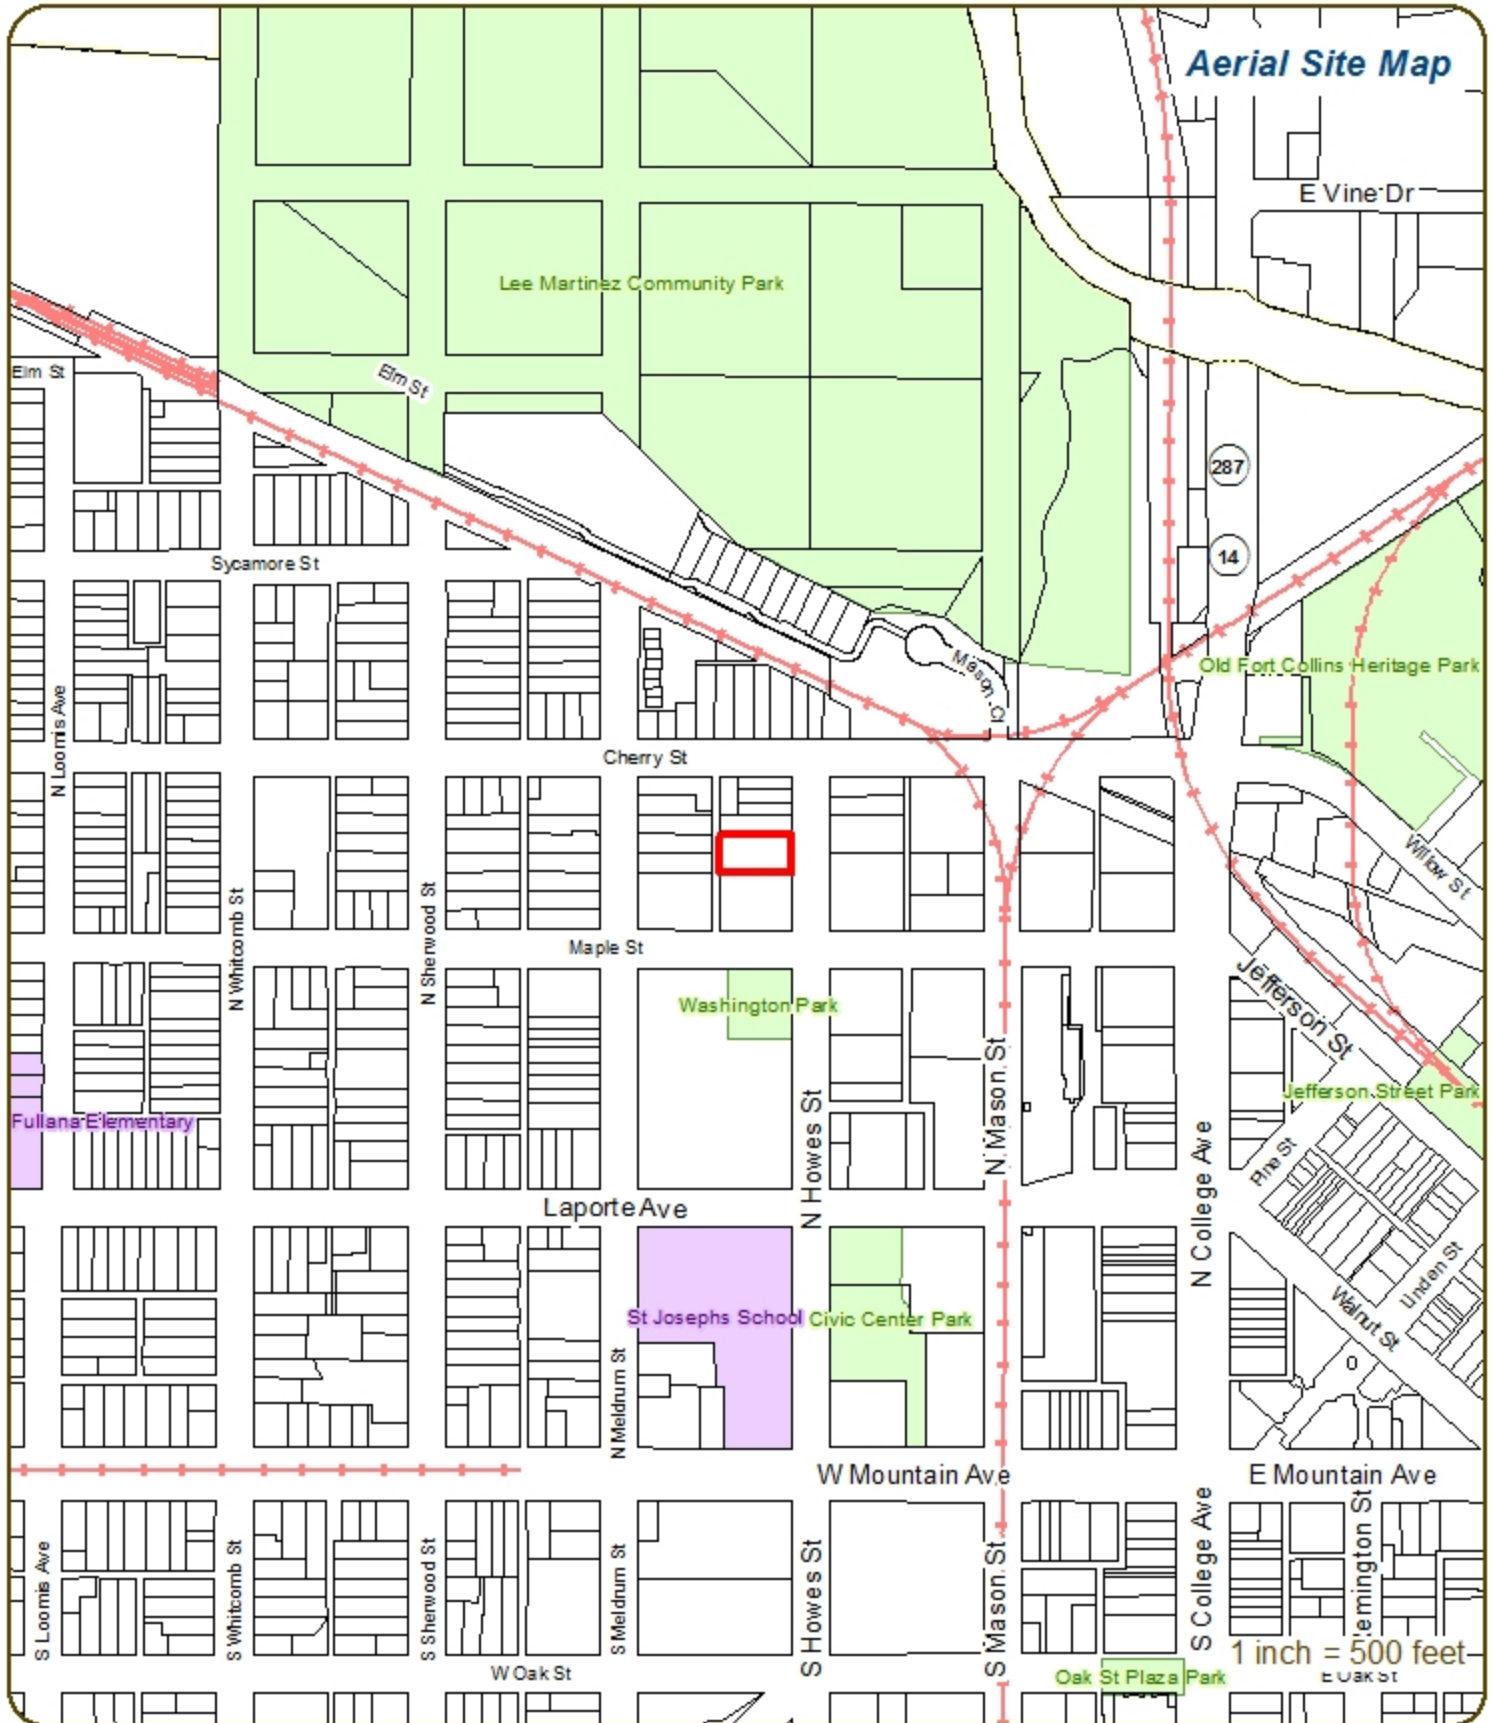 Aerial Site Map
E Vine Dr
Lee Martinez Community Park
Elm St
Elm St
287
14
Sycamore St
Mason Ct
Old Fort Collins Heritage Park
N Loomis Ave
Cherry St
Willow St
N Whitcomb St
N Sherwood St
Maple St
Jefferson St
Washington Park
N Mason St
Jefferson Street Park
Fullana Elementary
N Howes St
N College Ave
Pine St
Laporte Ave
Linden St
Walnut St
St Josephs School
Civic Center Park
N Meldrum St
W Mountain Ave
E Mountain Ave
S Loomis Ave
S Whitcomb St
S Sherwood St
S Meldrum St
S Howes St
S Mason St
S College Ave
Remington St
1 inch = 500 feet
W Oak St
Oak St Plaza Park
E Oak St